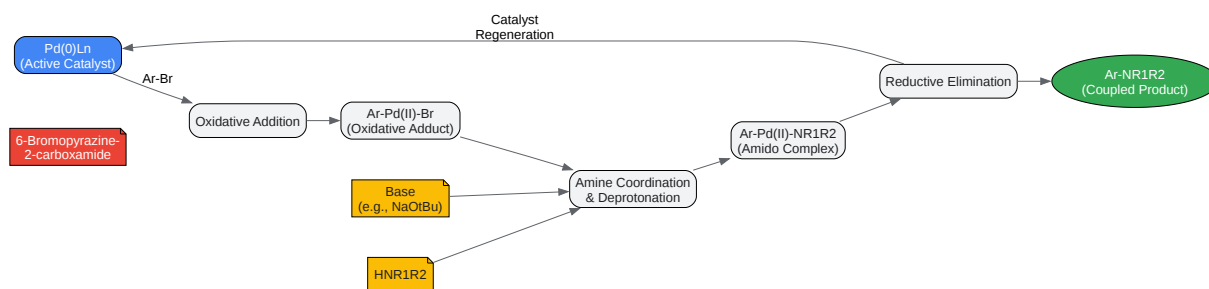 Catalyst
Regeneration
Pd(0)Ln
(Active Catalyst)
Ar-Br
Oxidative Addition
6-Bromopyrazine-
2-carboxamide
Ar-Pd(II)-Br
(Oxidative Adduct)
Base
(e.g., NaOtBu)
HNR1R2
Amine Coordination
& Deprotonation
Ar-Pd(II)-NR1R2
(Amido Complex)
Reductive Elimination
Ar-NR1R2
(Coupled Product)